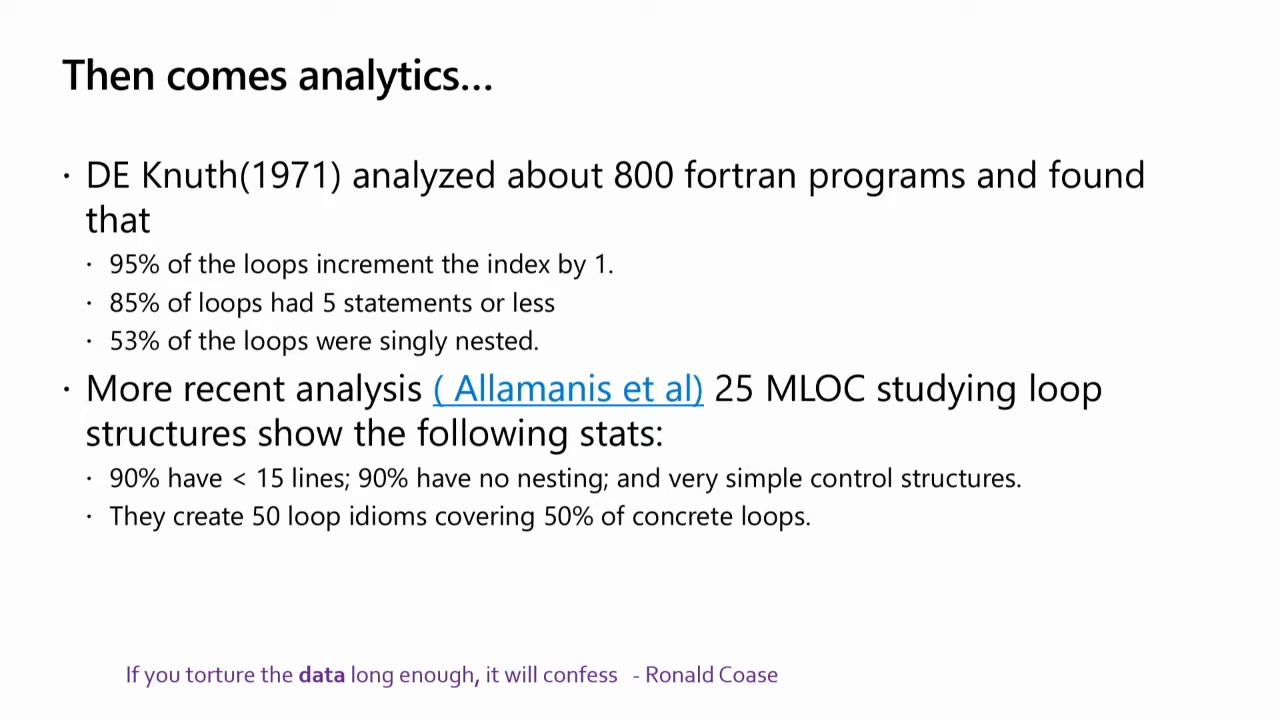 Then comes analytics...
· DE Knuth(1971) analyzed about 800 fortran programs and found
that
· 95% of the loops increment the index by 1.
· 85% of loops had 5 statements or less
· 53% of the loops were singly nested.
· More recent analysis ( Allamanis et al) 25 MLOC studying loop
structures show the following stats:
· 90% have < 15 lines; 90% have no nesting; and very simple control structures.
· They create 50 loop idioms covering 50% of concrete loops.
If you torture the data long enough, it will confess - Ronald Coase